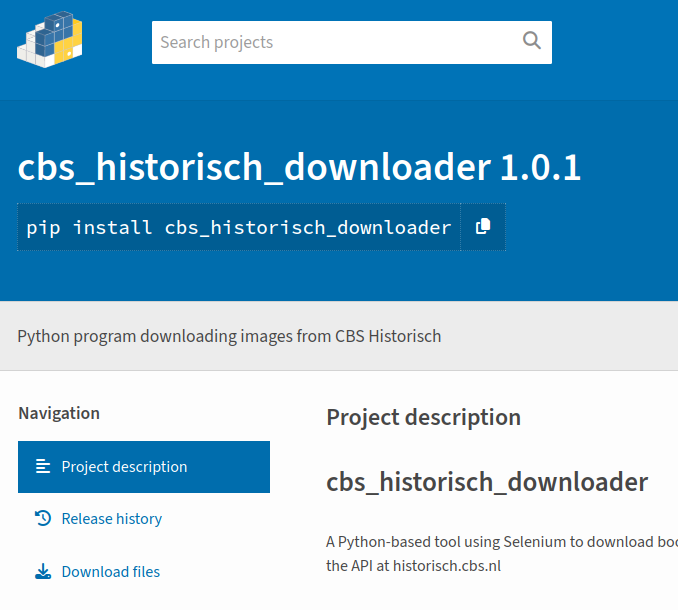 Search projects
cbs_historisch_downloader 1.0.1
pip install cbs_historisch_downloader
Python program downloading images from CBS Historisch
Navigation
Project description
Release history
Download files
Project description
cbs_historisch_downloader
A Python-based tool using Selenium to download
the API at historisch.cbs.nl